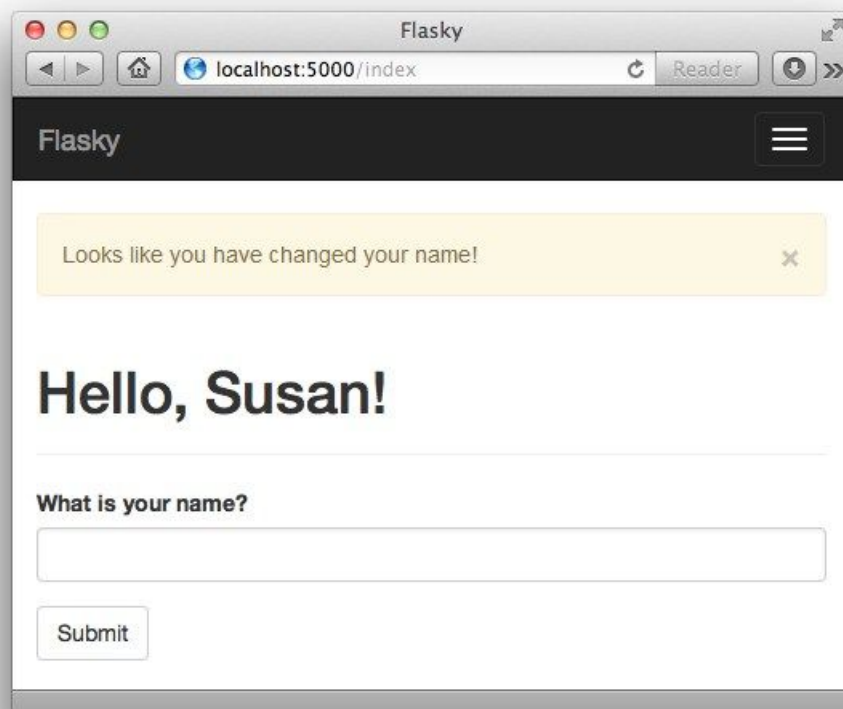 Flasky
localhost:5000/index
Reader
Flasky
Looks like you have changed your name!
×
Hello, Susan!
What is your name?
Submit